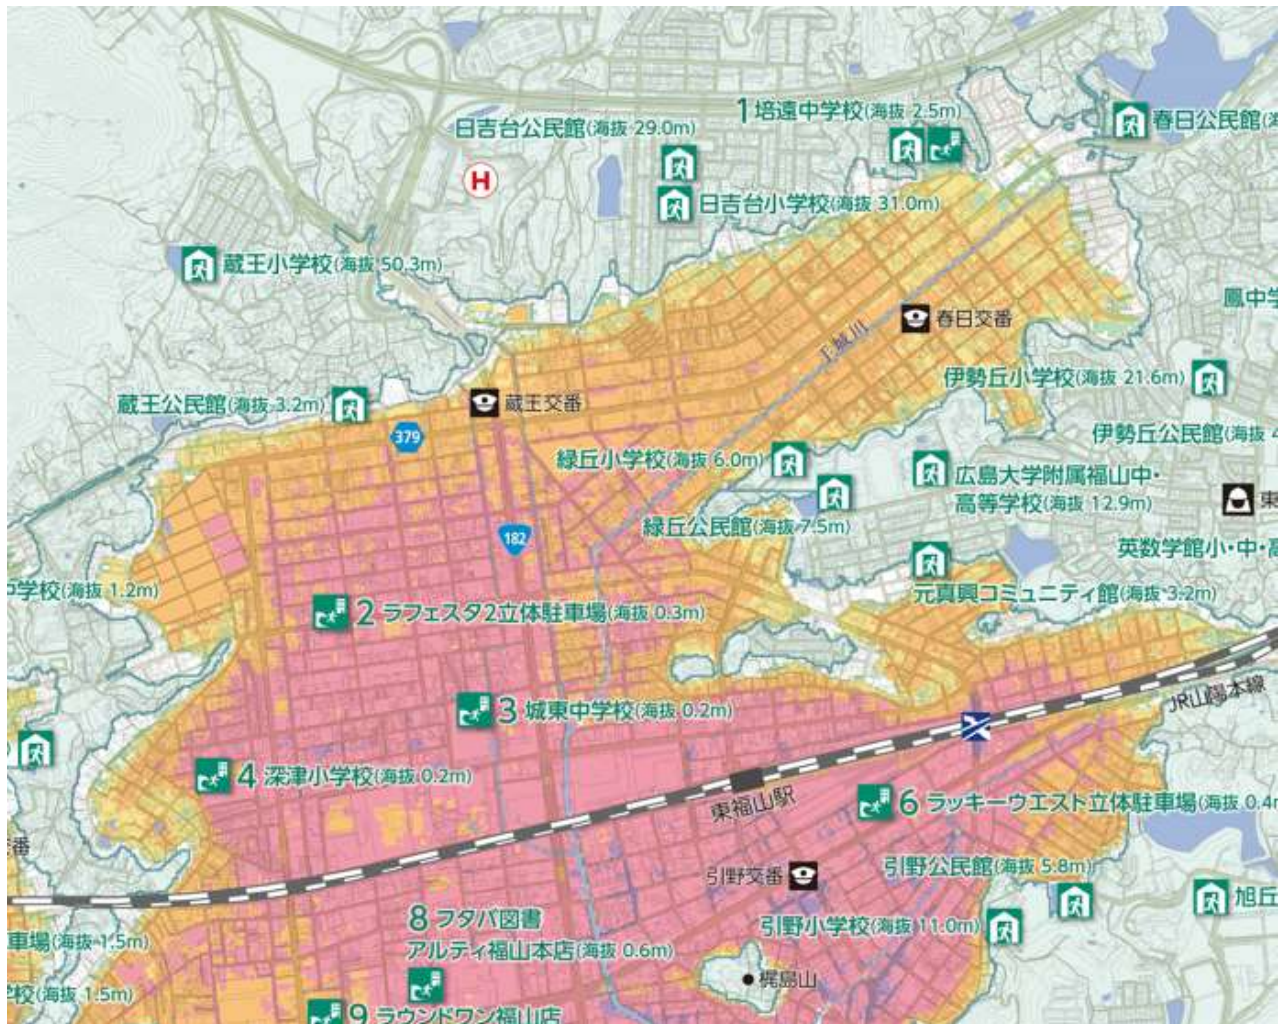 1 培遠中学校(海抜 2.5m)
日吉台公民館(海抜 29.0m)
春日公民館(海
H
日吉台小学校(海抜 31.0m)
蔵王小学校(海抜 50.3m)
鳳中学
春日交番
手城川
伊勢丘小学校(海抜 21.6m)
蔵王公民館(海抜 3.2m)
蔵王交番
379
伊勢丘公民館(海抜 4
緑丘小学校(海抜 6.0m)
広島大学附属福山中・
高等学校(海抜 12.9m)
東
182
緑丘公民館(海抜 7.5m)
英数学館小・中・高
中学校(海抜 1.2m)
元真興コミュニティ館(海抜 3.2m)
2 ラフェスタ2立体駐車場(海抜 0.3m)
JR山陽本線
3 城東中学校(海抜 0.2m)
4 深津小学校(海抜 0.2m)
東福山駅
6 ラッキーウエスト立体駐車場(海抜 0.4m
交番
引野交番
引野公民館(海抜 5.8m)
旭丘
8 フタバ図書
アルティ福山本店(海抜 0.6m)
引野小学校(海抜 11.0m)
車場(海抜 1.5m)
梶島山
学校(海抜 1.5m)
9 ラウンドワン福山店